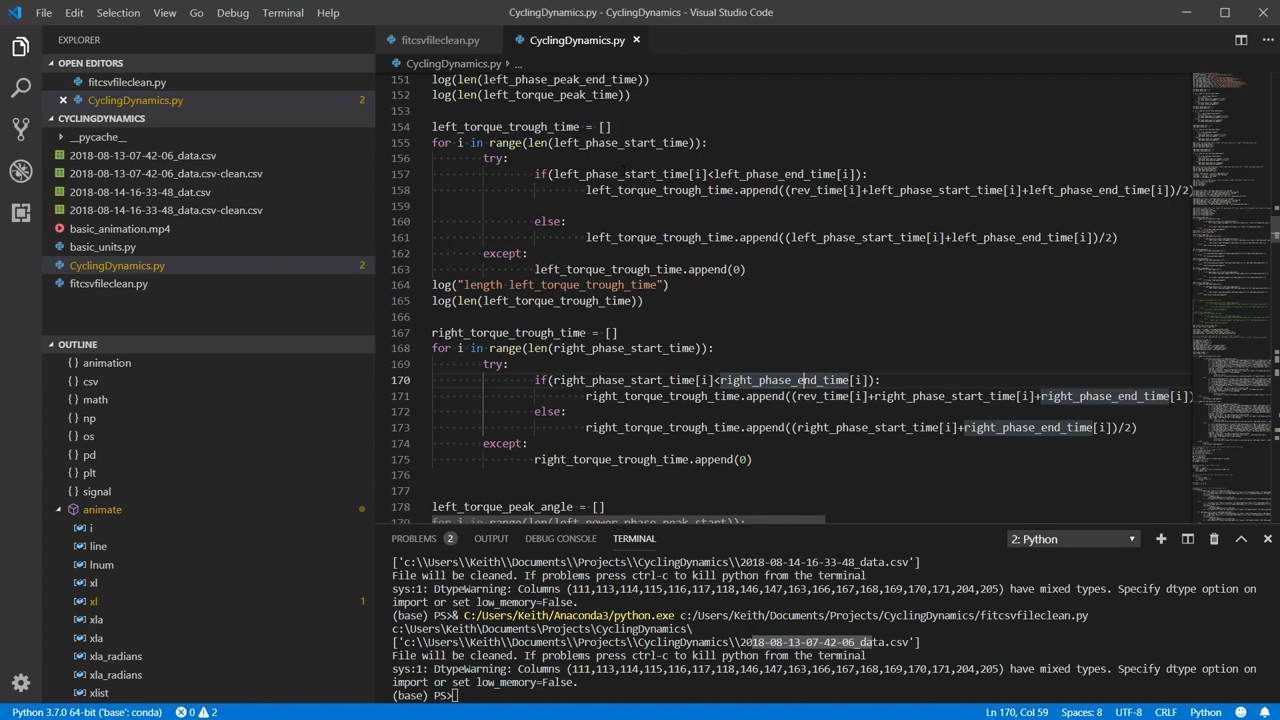 File Edit Selection View Go Debug Terminal Help
CyclingDynamics.py - CyclingDynamics - Visual Studio Code
EXPLORER
OPEN EDITORS
fitcsvfileclean.py
CyclingDynamics.py 2
CYCLINGDYNAMICS
__pycache__
2018-08-13-07-42-06_data.csv
2018-08-13-07-42-06_data.csv-clean.csv
2018-08-14-16-33-48_dat.csv
2018-08-14-16-33-48_data.csv-clean.csv
basic_animation.mp4
basic_units.py
CyclingDynamics.py 2
fitcsvfileclean.py
OUTLINE
{ } animation
{ } csv
{ } math
{ } np
{ } os
{ } pd
{ } plt
{ } signal
animate
i
line
lnum
xl
xl 1
xla
xla
xla_radians
xla_radians
xlist
fitcsvfileclean.py CyclingDynamics.py
CyclingDynamics.py > ...
151 log(len(left_phase_peak_end_time))
152 log(len(left_torque_peak_time))
153
154 left_torque_trough_time = []
155 for i in range(len(left_phase_start_time)):
156 try:
157 if(left_phase_start_time[i]<left_phase_end_time[i]):
158 left_torque_trough_time.append((rev_time[i]+left_phase_start_time[i]+left_phase_end_time[i])/2)
159
160 else:
161 left_torque_trough_time.append((left_phase_start_time[i]+left_phase_end_time[i])/2)
162 except:
163 left_torque_trough_time.append(0)
164 log("length left_torque_trough_time")
165 log(len(left_torque_trough_time))
166
167 right_torque_trough_time = []
168 for i in range(len(right_phase_start_time)):
169 try:
170 if(right_phase_start_time[i]<right_phase_end_time[i]):
171 right_torque_trough_time.append((rev_time[i]+right_phase_start_time[i]+right_phase_end_time[i])
172 else:
173 right_torque_trough_time.append((right_phase_start_time[i]+right_phase_end_time[i])/2)
174 except:
175 right_torque_trough_time.append(0)
176
177
178 left_torque_peak_angle = []
179 for i in range(len(left_power_phase_peak_start)):
PROBLEMS 2 OUTPUT DEBUG CONSOLE TERMINAL 2: Python
['c:\\Users\\Keith\\Documents\\Projects\\CyclingDynamics\\2018-08-14-16-33-48_data.csv']
File will be cleaned. If problems press ctrl-c to kill python from the terminal
sys:1: DtypeWarning: Columns (111,113,114,115,116,117,118,146,147,163,166,167,168,169,170,171,204,205) have mixed types. Specify dtype option on
import or set low_memory=False.
(base) PS>& C:/Users/Keith/Anaconda3/python.exe c:/Users/Keith/Documents/Projects/CyclingDynamics/fitcsvfileclean.py
c:\Users\Keith\Documents\Projects\CyclingDynamics\
['c:\\Users\\Keith\\Documents\\Projects\\CyclingDynamics\\2018-08-13-07-42-06_data.csv']
File will be cleaned. If problems press ctrl-c to kill python from the terminal
sys:1: DtypeWarning: Columns (111,113,114,115,116,117,118,146,147,163,166,167,168,169,170,171,204,205) have mixed types. Specify dtype option on
import or set low_memory=False.
(base) PS>
Python 3.7.0 64-bit ('base': conda) 0 2 Ln 170, Col 59 Spaces: 8 UTF-8 CRLF Python